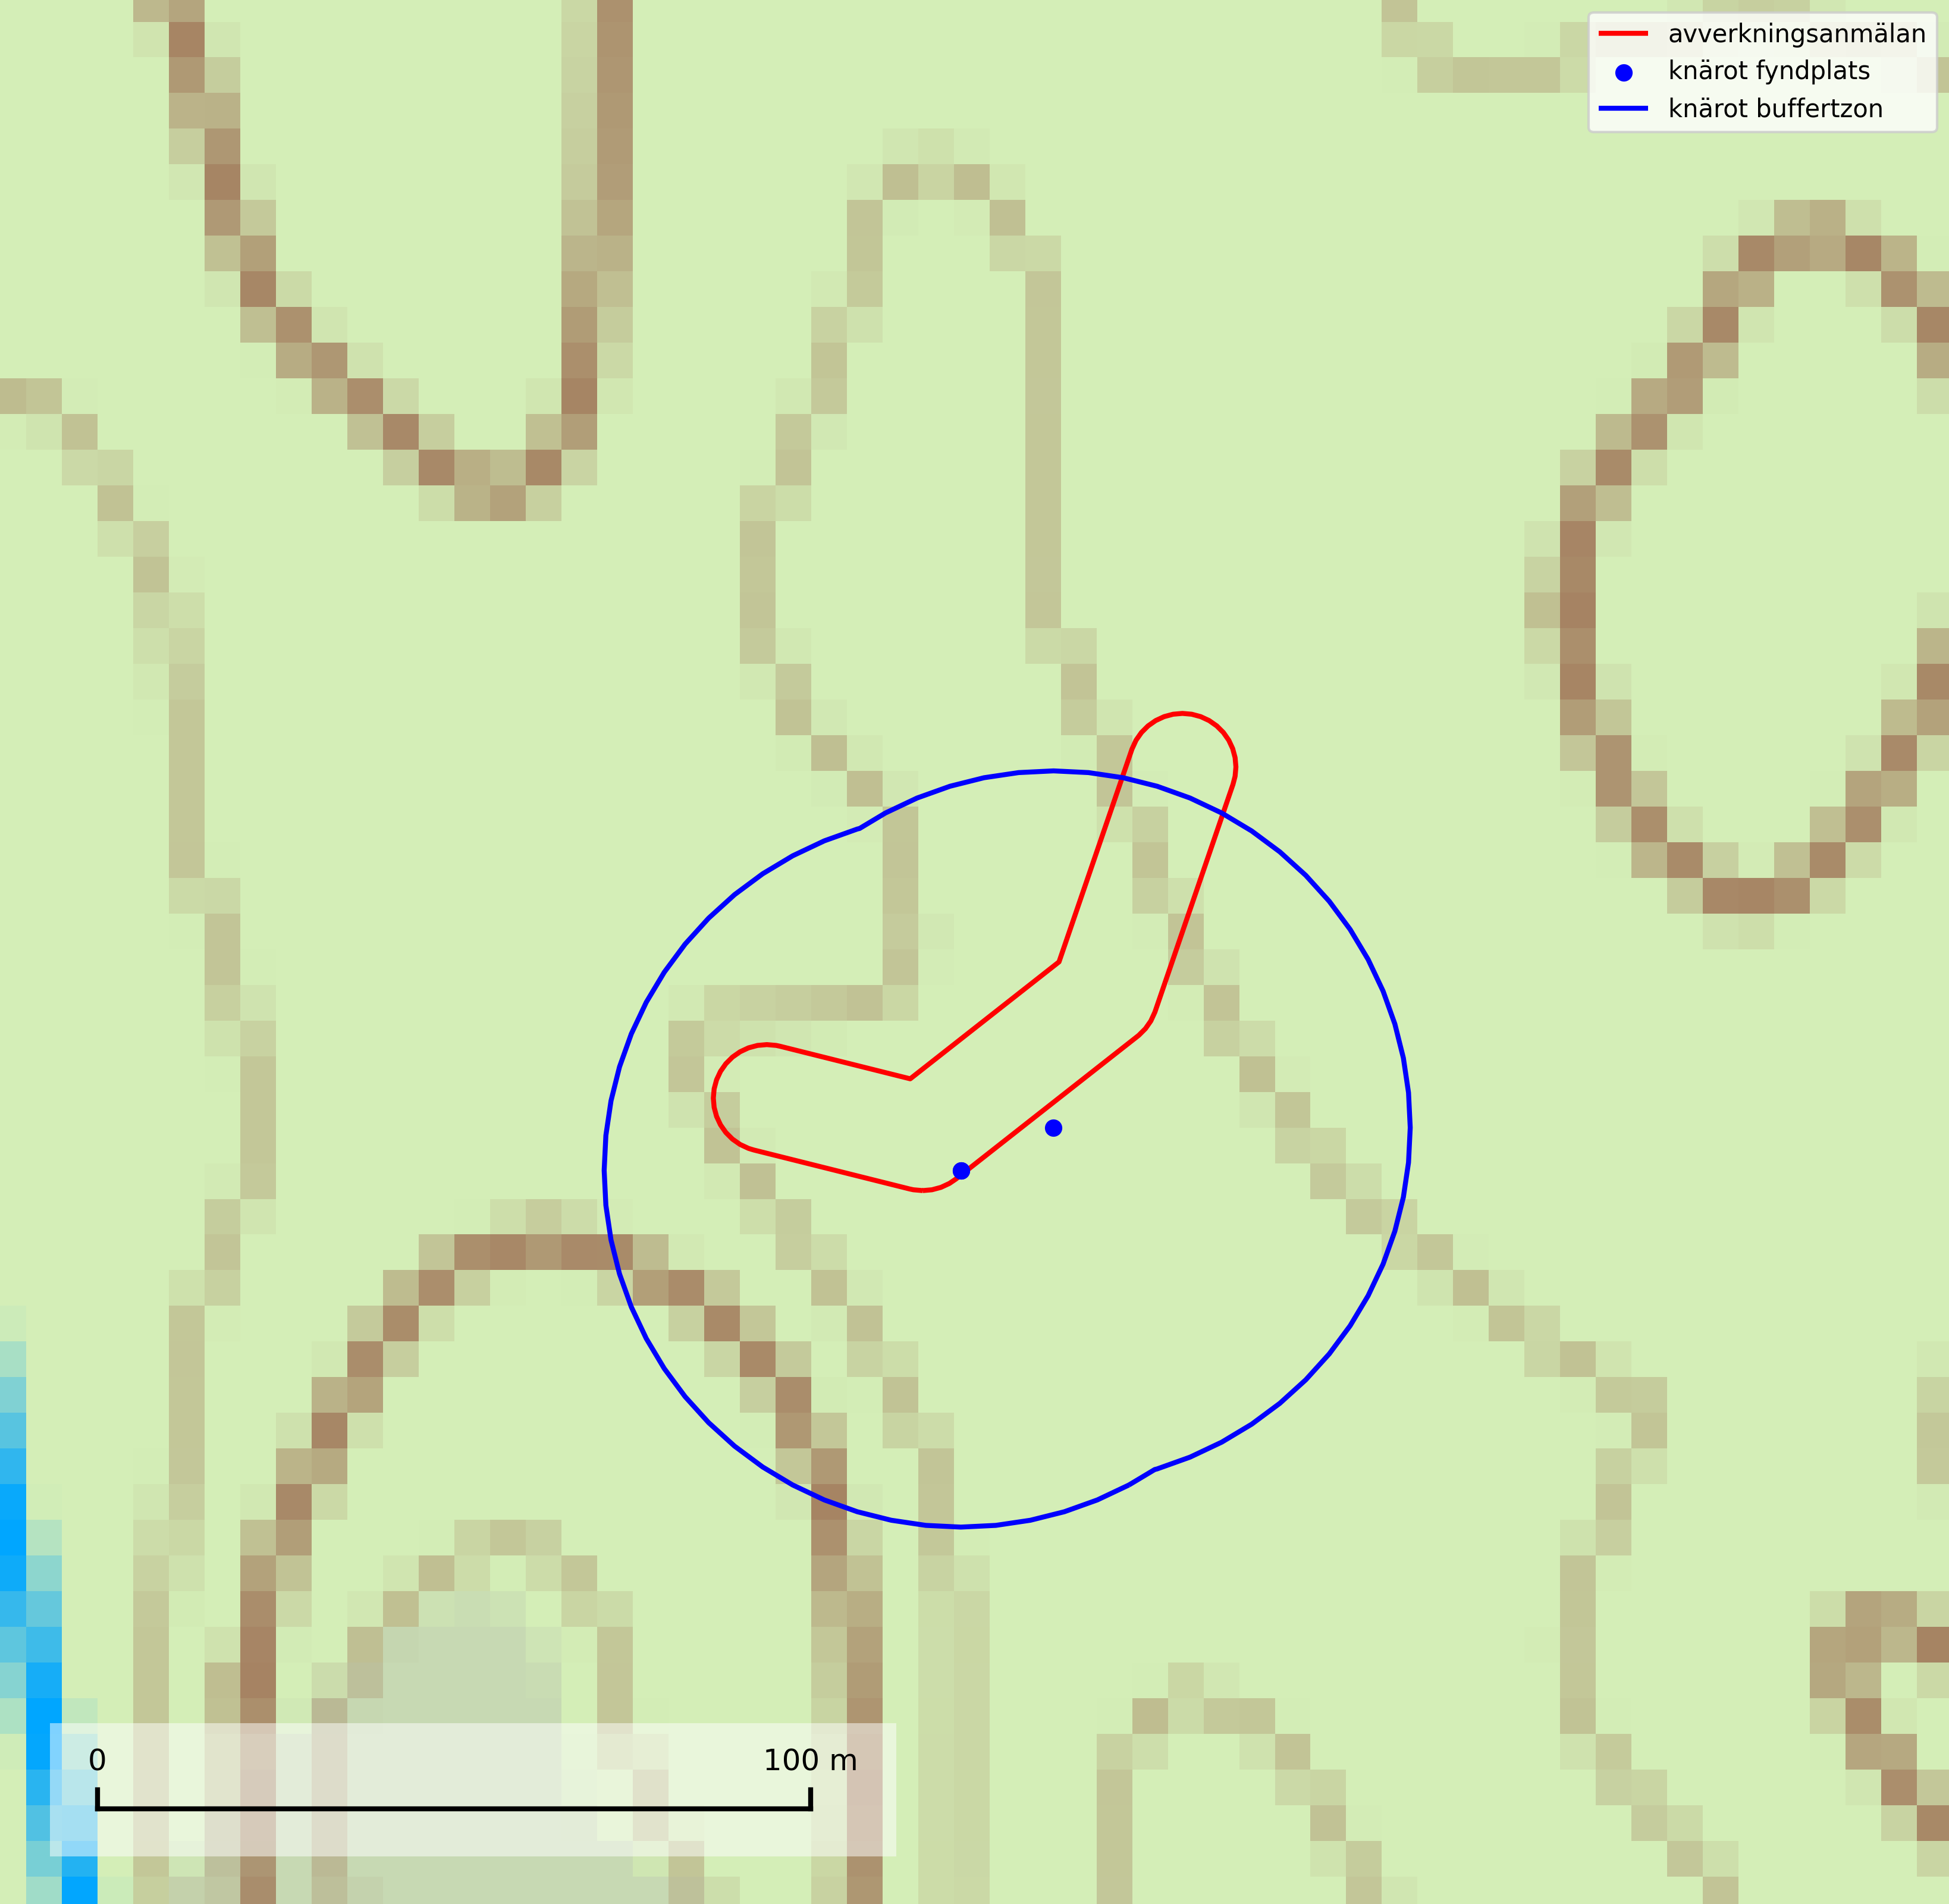 avverkningsanmälan
knärot fyndplats
knärot buffertzon
0 100 m